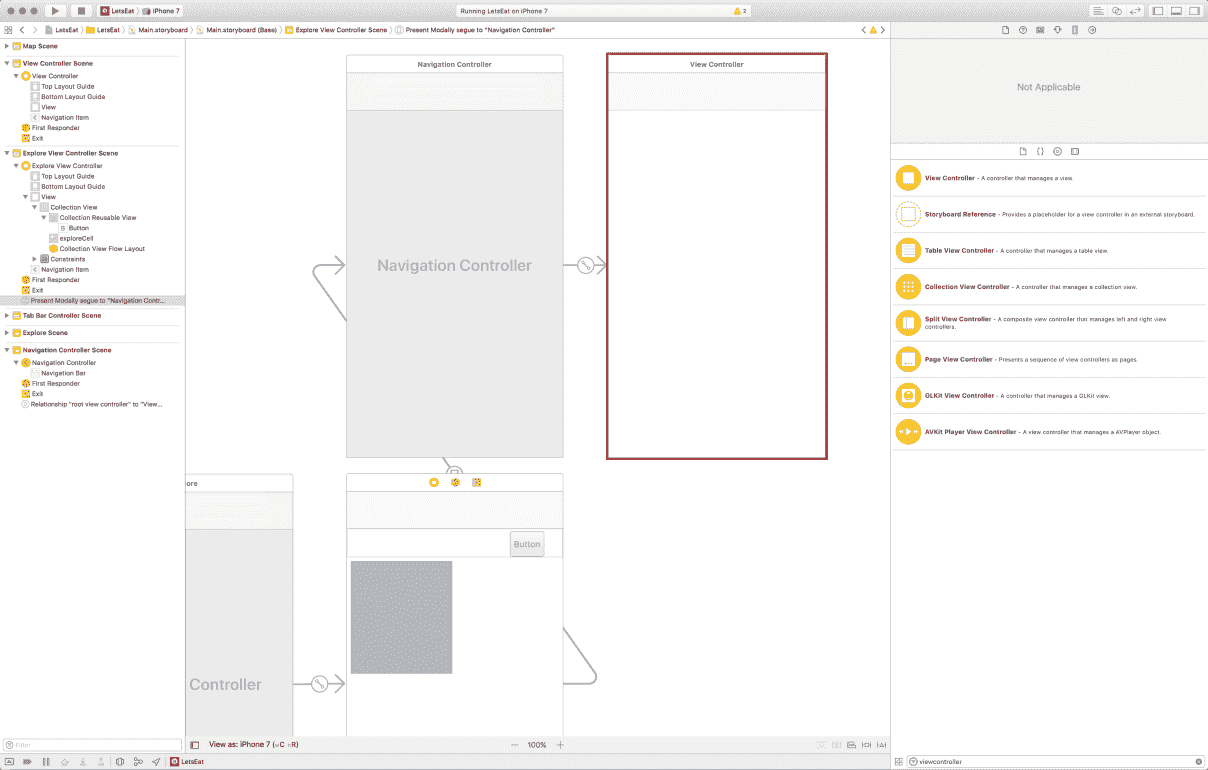 LetsEat
iPhone 7
Running LetsEat on iPhone 7
2
LetsEat
LetsEat
Main.storyboard
Main.storyboard (Base)
Explore View Controller Scene
Present Modally segue to "Navigation Controller"
Map Scene
View Controller Scene
View Controller
Top Layout Guide
Bottom Layout Guide
View
Navigation Item
First Responder
Exit
Explore View Controller Scene
Explore View Controller
Top Layout Guide
Bottom Layout Guide
View
Collection View
Collection Reusable View
B Button
exploreCell
Collection View Flow Layout
Constraints
Navigation Item
First Responder
Exit
Present Modally segue to "Navigation Contr...
Tab Bar Controller Scene
Explore Scene
Navigation Controller Scene
Navigation Controller
Navigation Bar
First Responder
Exit
Relationship "root view controller" to "View...
Filter
Navigation Controller
Navigation Controller
View Controller
ore
Controller
Button
View as: iPhone 7 (wC hR)
100%
LetsEat
Not Applicable
{ }
View Controller - A controller that manages a view.
Storyboard Reference - Provides a placeholder for a view controller in an external storyboard.
Table View Controller - A controller that manages a table view.
Collection View Controller - A controller that manages a collection view.
Split View Controller - A composite view controller that manages left and right view
controllers.
Page View Controller - Presents a sequence of view controllers as pages.
GLKit View Controller - A controller that manages a GLKit view.
AVKit Player View Controller - A view controller that manages a AVPlayer object.
viewcontroller